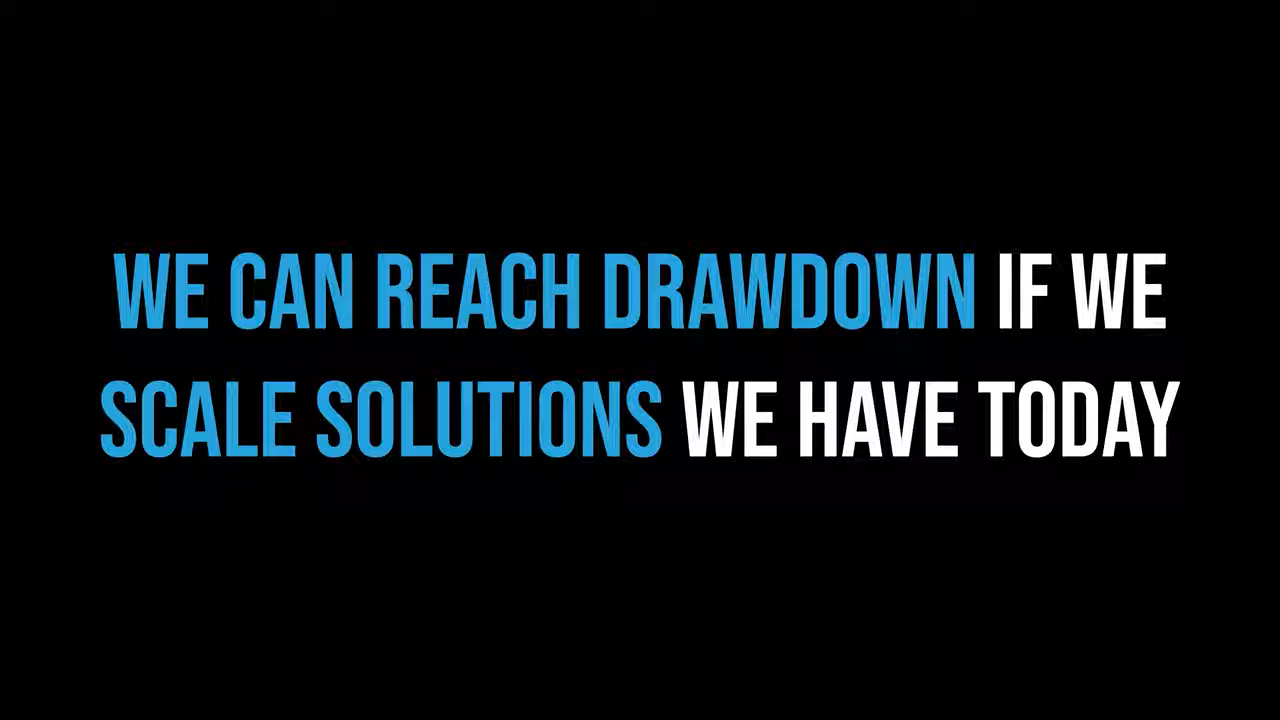 WE CAN REACH DRAWDOWN IF WE
SCALE SOLUTIONS WE HAVE TODAY